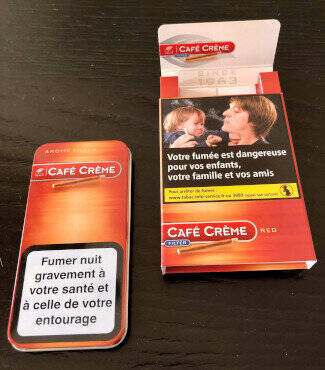 CAFÉ CRÈME
SINCE
1963
Votre fumée est dangereuse
pour vos enfants,
votre famille et vos amis
Pour arrêter de fumer
www.tabac-info-service.fr ou 3989
CAFÉ CRÈME
FILTER
RED
AROME
CAFÉ CRÈME
Fumer nuit
gravement à
votre santé et
à celle de votre
entourage